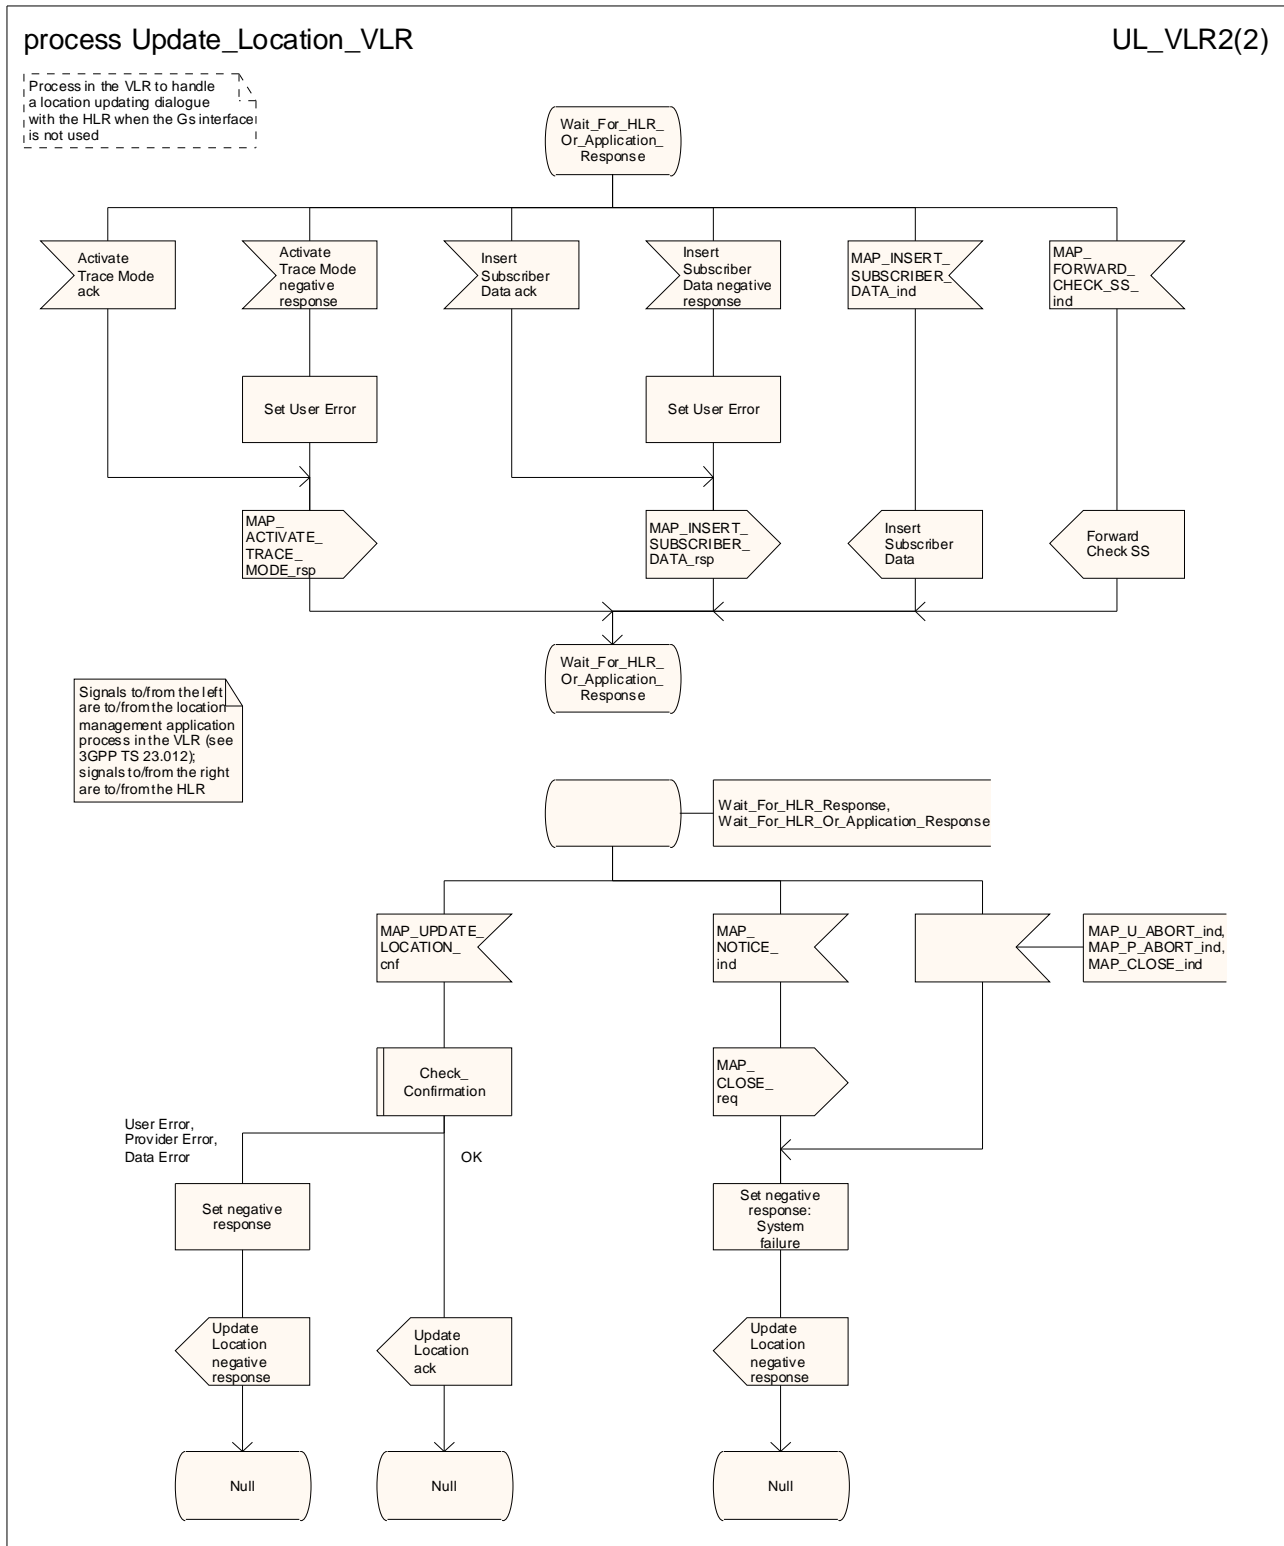 process Update_Location_VLR
UL_VLR2(2)
Process in the VLR to handle
a location updating dialogue
with the HLR when the Gs interface
is not used
Wait_For_HLR_
Or_Application_
Response
Activate
Trace Mode
ack
Activate
Trace Mode
negative
response
Insert
Subscriber
Data ack
Insert
Subscriber
Data negative
response
MAP_INSERT_
SUBSCRIBER_
DATA_ind
MAP_
FORWARD_
CHECK_SS_
ind
Set User Error
Set User Error
MAP_
ACTIVATE_
TRACE_
MODE_rsp
MAP_INSERT_
SUBSCRIBER_
DATA_rsp
Insert
Subscriber
Data
Forward
Check SS
Wait_For_HLR_
Or_Application_
Response
Signals to/from the left
are to/from the location
management application
process in the VLR (see
3GPP TS 23.012);
signals to/from the right
are to/from the HLR
Wait_For_HLR_Response,
Wait_For_HLR_Or_Application_Response
MAP_UPDATE_
LOCATION_
cnf
MAP_
NOTICE_
ind
MAP_U_ABORT_ind,
MAP_P_ABORT_ind,
MAP_CLOSE_ind
Check_
Confirmation
MAP_
CLOSE_
req
User Error,
Provider Error,
Data Error
OK
Set negative
response
Set negative
response:
System
failure
Update
Location
negative
response
Update
Location
ack
Update
Location
negative
response
Null
Null
Null